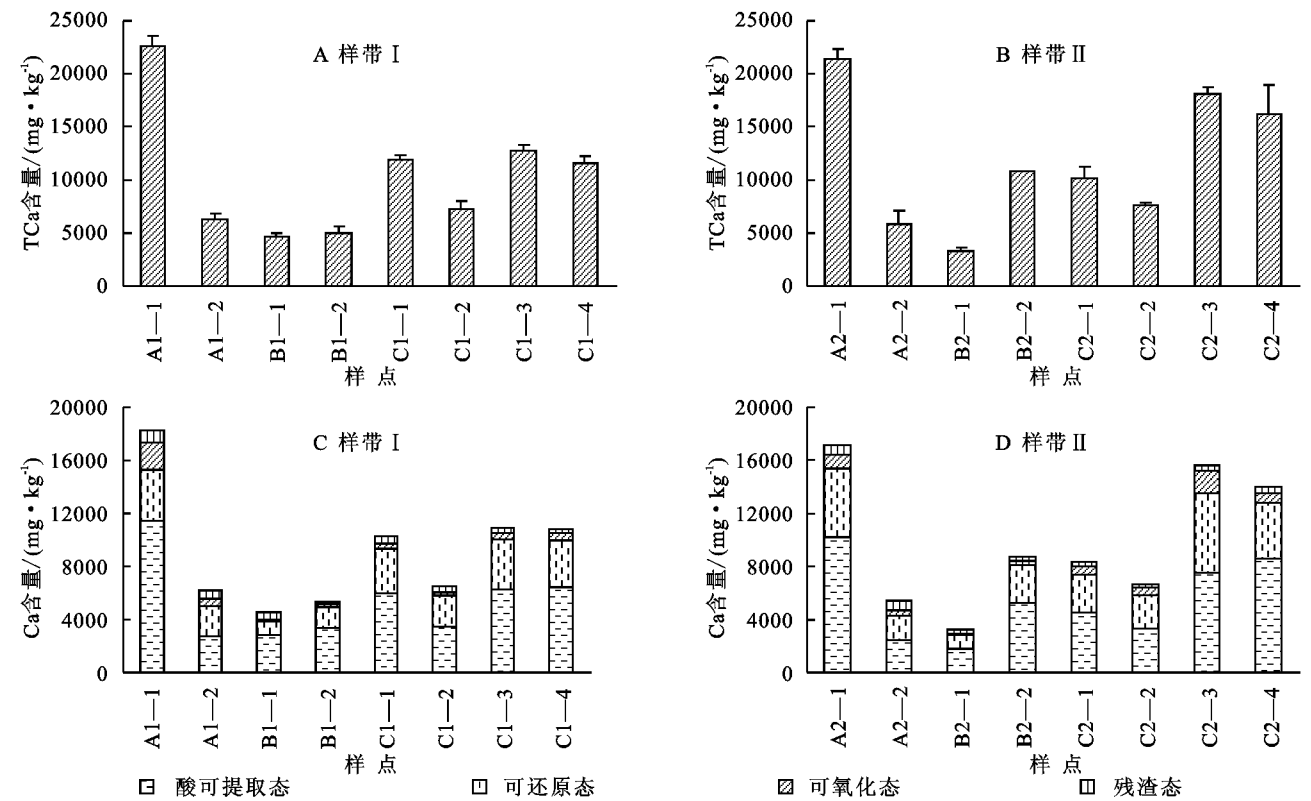 A 样带Ⅰ
TCa含量/(mg·kg⁻¹)
25000
20000
15000
10000
5000
0
A1—1 A1—2 B1—1 B1—2 C1—1 C1—2 C1—3 C1—4
样 点
B 样带Ⅱ
TCa含量/(mg·kg⁻¹)
25000
20000
15000
10000
5000
0
A2—1 A2—2 B2—1 B2—2 C2—1 C2—2 C2—3 C2—4
样 点
C 样带Ⅰ
Ca含量/(mg·kg⁻¹)
20000
16000
12000
8000
4000
0
A1—1 A1—2 B1—1 B1—2 C1—1 C1—2 C1—3 C1—4
样 点
D 样带Ⅱ
Ca含量/(mg·kg⁻¹)
20000
16000
12000
8000
4000
0
A2—1 A2—2 B2—1 B2—2 C2—1 C2—2 C2—3 C2—4
样 点
酸可提取态 可还原态 可氧化态 残渣态